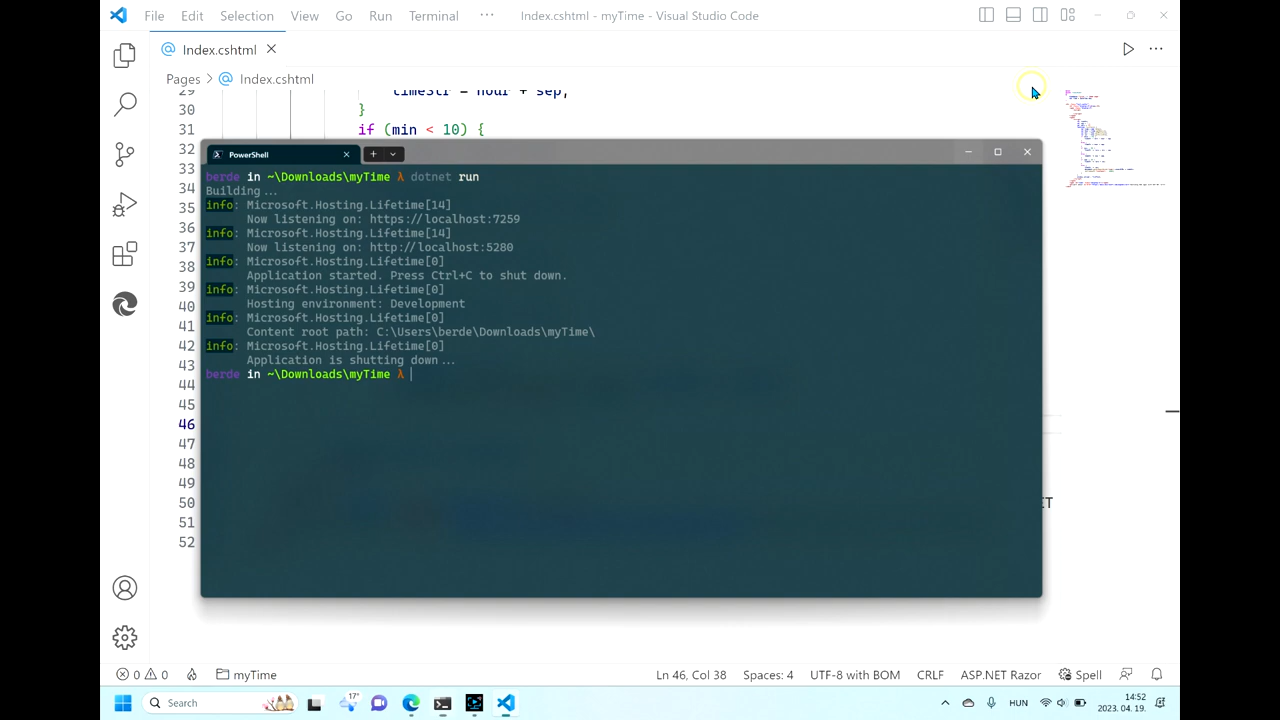 File Edit Selection View Go Run Terminal ··· Index.cshtml - myTime - Visual Studio Code
Index.cshtml
Pages > Index.cshtml
29 timeStr = hour + sep;
30 }
31 if (min < 10) {
32
PowerShell
33
berde in ~\Downloads\myTime λ dotnet run
34
Building...
35
info: Microsoft.Hosting.Lifetime[14]
Now listening on: https://localhost:7259
36
info: Microsoft.Hosting.Lifetime[14]
37
Now listening on: http://localhost:5280
38
info: Microsoft.Hosting.Lifetime[0]
Application started. Press Ctrl+C to shut down.
39
info: Microsoft.Hosting.Lifetime[0]
40
Hosting environment: Development
41
info: Microsoft.Hosting.Lifetime[0]
Content root path: C:\Users\berde\Downloads\myTime\
42
info: Microsoft.Hosting.Lifetime[0]
43
Application is shutting down...
berde in ~\Downloads\myTime λ
44
45
46
47
48
49
50
ET
51
52
0 0 myTime Ln 46, Col 38 Spaces: 4 UTF-8 with BOM CRLF ASP.NET Razor Spell
Search 17° HUN 14:52
2023. 04. 19.